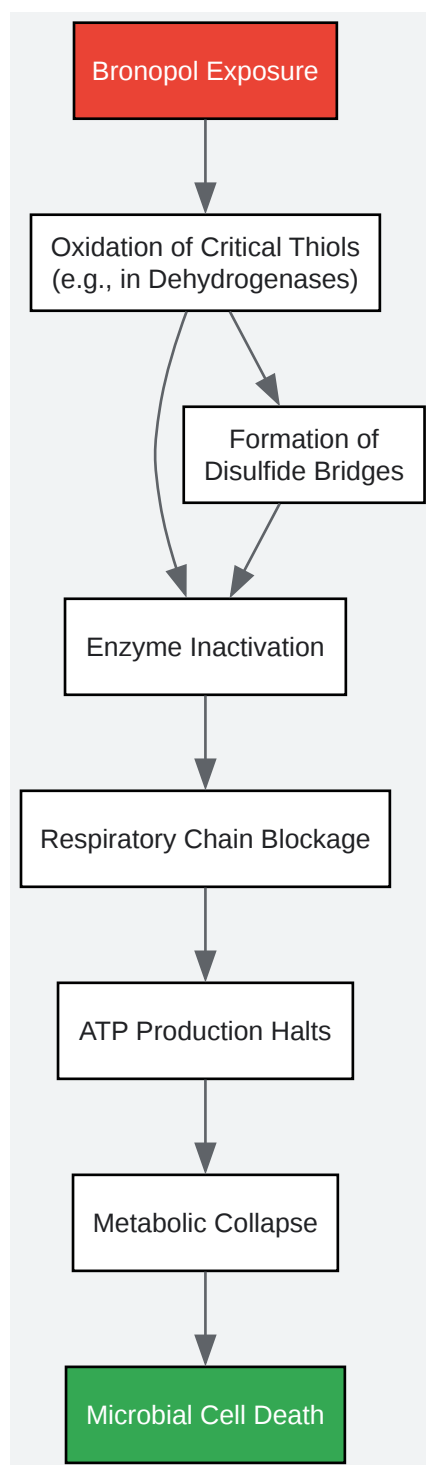 Bronopol Exposure
Oxidation of Critical Thiols
(e.g., in Dehydrogenases)
Formation of
Disulfide Bridges
Enzyme Inactivation
Respiratory Chain Blockage
ATP Production Halts
Metabolic Collapse
Microbial Cell Death